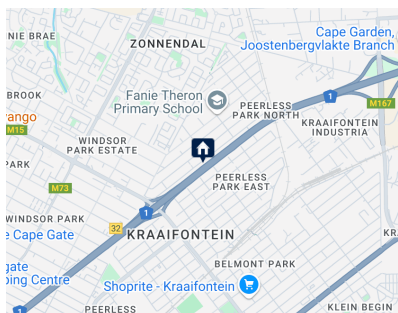 NIE BRAE
ZONNENDAL
Cape Garden,
Joostenbergvlakte Branch
BROOK
Fanie Theron
Primary School
1
M167
rango
PEERLESS
PARK NORTH
KRAAIFONTEIN
INDUSTRIA
M15
WINDSOR
PARK ESTATE
PARK
M73
PEERLESS
PARK EAST
WINDSOR PARK
1
32
e Cape Gate
KRAAIFONTEIN
KR
gate
ping Centre
BELMONT PARK
Shoprite - Kraaifontein
1
PEERLESS
KLEIN BEGIN